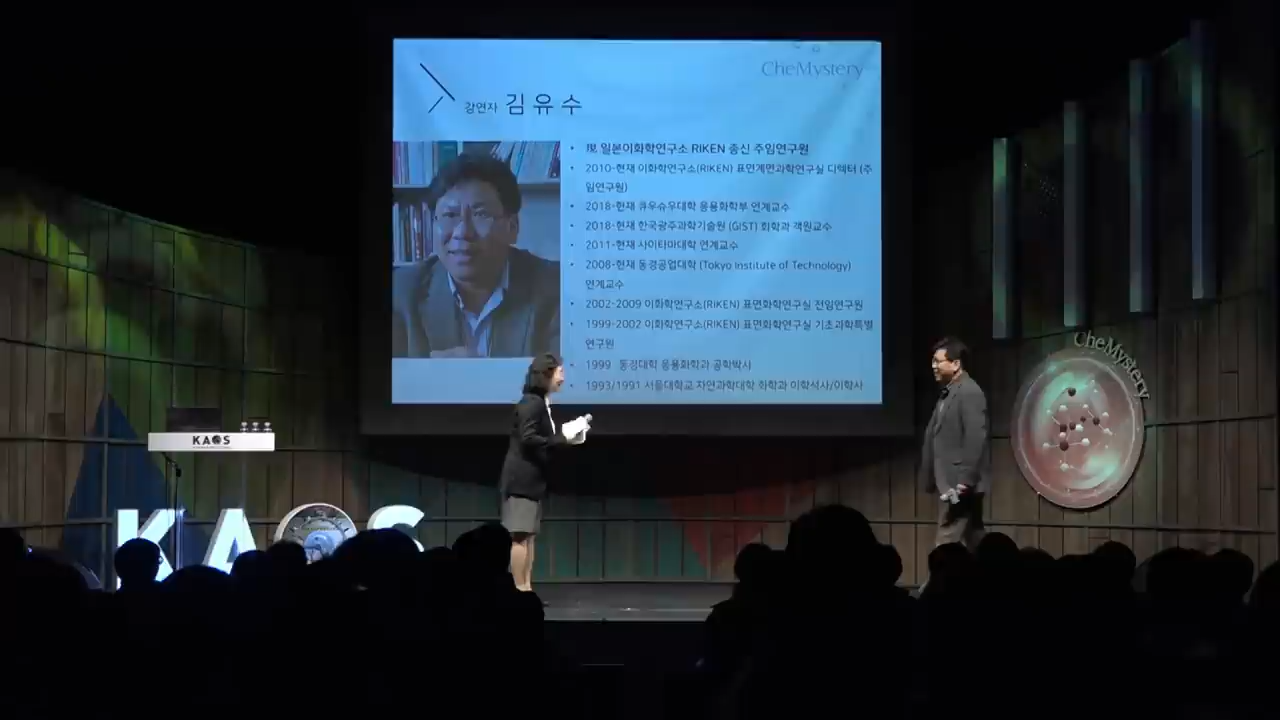 CheMystery
강연자 김유수
• 現 일본이화학연구소 RIKEN 종신 주임연구원
• 2010-현재 이화학연구소(RIKEN) 표면계면과학연구실 디렉터 (주
임연구원)
• 2018-현재 큐우슈우대학 응용화학부 연계교수
• 2018-현재 한국광주과학기술원 (GIST) 화학과 객원교수
• 2011-현재 사이타마대학 연계교수
• 2008-현재 동경공업대학 (Tokyo Institute of Technology)
연계교수
• 2002-2009 이화학연구소(RIKEN) 표면화학연구실 전임연구원
• 1999-2002 이화학연구소(RIKEN) 표면화학연구실 기초과학특별
연구원
• 1999 동경대학 응용화학과 공학박사
• 1993/1991 서울대학교 자연과학대학 화학과 이학석사/이학사
CheMystery
KAOS
KAOS